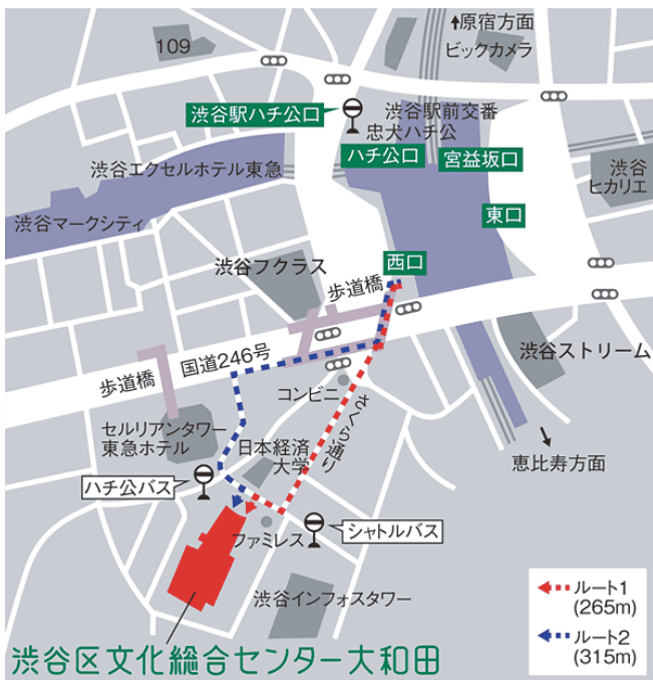 ↑原宿方面
ビックカメラ
109
渋谷駅ハチ公口
渋谷駅前交番
忠犬ハチ公
ハチ公口
宮益坂口
渋谷
ヒカリエ
渋谷エクセルホテル東急
渋谷マークシティ
東口
西口
渋谷フクラス
歩道橋
国道246号
歩道橋
渋谷ストリーム
コンビニ
さくら通り
セルリアンタワー
東急ホテル
日本経済
大学
恵比寿方面
ハチ公バス
シャトルバス
ファミレス
渋谷インフォスタワー
ルート1
(265m)
ルート2
(315m)
渋谷区文化総合センター大和田